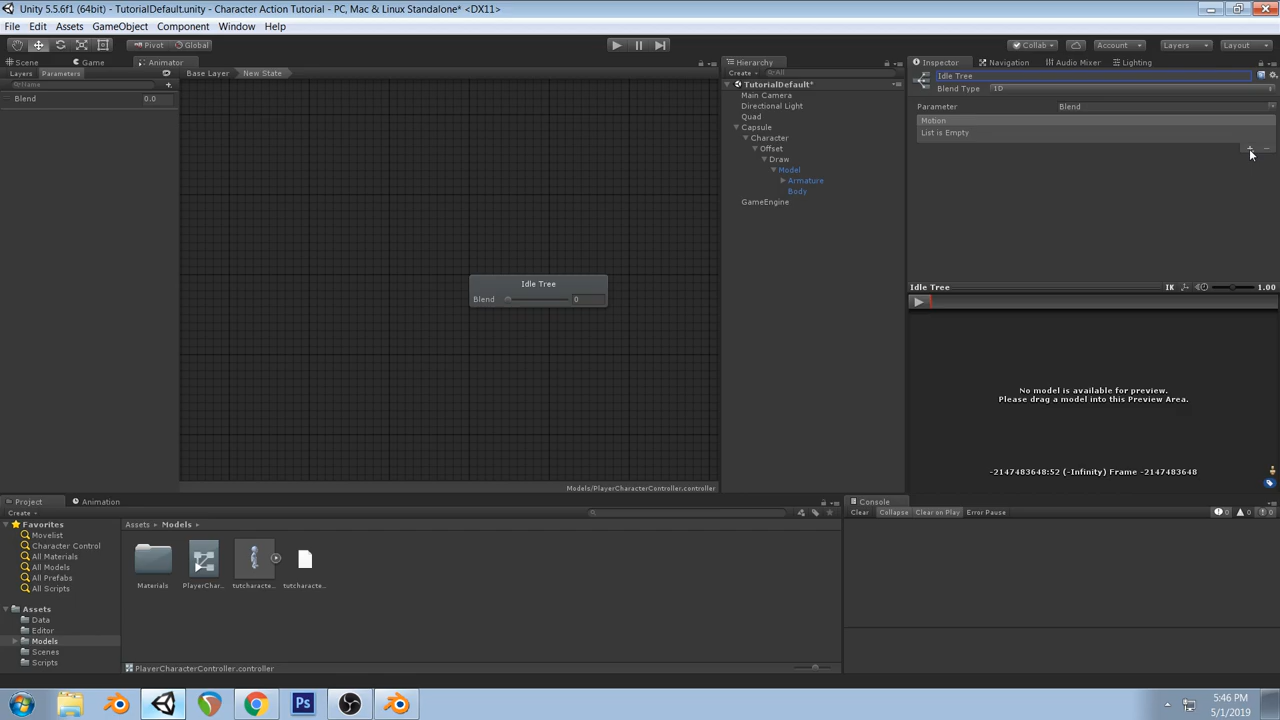 Unity 5.5.6f1 (64bit) - TutorialDefault.unity - Character Action Tutorial - PC, Mac & Linux Standalone* <DX11>
File Edit Assets GameObject Component Window Help
Pivot Global Collab Account Layers Layout
Scene Game Animator Hierarchy Inspector Navigation Audio Mixer Lighting
Layers Parameters Base Layer New State Create All Idle Tree
Name
Blend Type 1D
Blend 0.0
TutorialDefault*
Main Camera
Directional Light
Quad
Capsule
Character
Offset
Draw
Model
Armature
Body
GameEngine
Parameter Blend
Motion
List is Empty
Idle Tree
Blend 0
Idle Tree IK 1.00
No model is available for preview.
Please drag a model into this Preview Area.
-2147483648:52 (-Infinity) Frame -2147483648
Models/PlayerCharacterController.controller
Project Animation Console
Create Clear Collapse Clear on Play Error Pause 0 0 0
Favorites
Movelist
Character Control
All Materials
All Models
All Prefabs
All Scripts
Assets
Data
Editor
Models
Scenes
Scripts
Assets Models
Materials PlayerChar... tutcharacte... tutcharacte...
PlayerCharacterController.controller
Ps
5:46 PM
5/1/2019